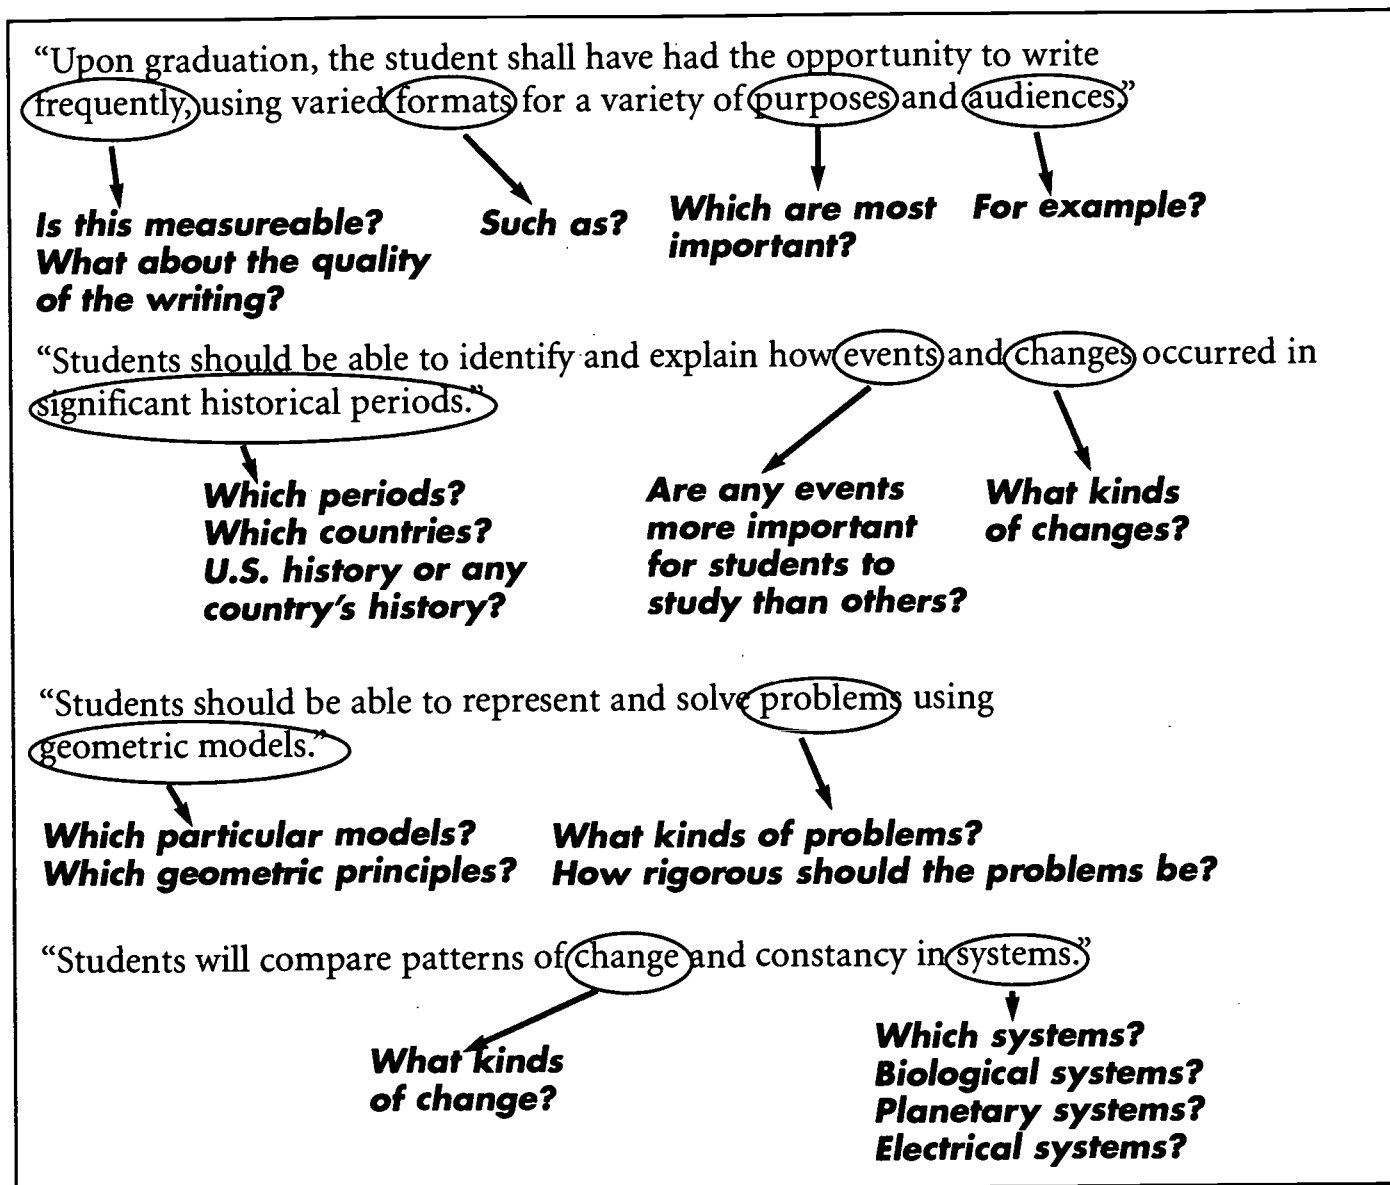 “Upon graduation, the student shall have had the opportunity to write
frequently, using varied formats for a variety of purposes and audiences.”
Is this measureable?
What about the quality
of the writing?
Such as?
Which are most
important?
For example?
“Students should be able to identify and explain how events and changes occurred in
significant historical periods.”
Which periods?
Which countries?
U.S. history or any
country’s history?
Are any events
more important
for students to
study than others?
What kinds
of changes?
“Students should be able to represent and solve problems using
geometric models.”
Which particular models?
Which geometric principles?
What kinds of problems?
How rigorous should the problems be?
“Students will compare patterns of change and constancy in systems.”
What kinds
of change?
Which systems?
Biological systems?
Planetary systems?
Electrical systems?